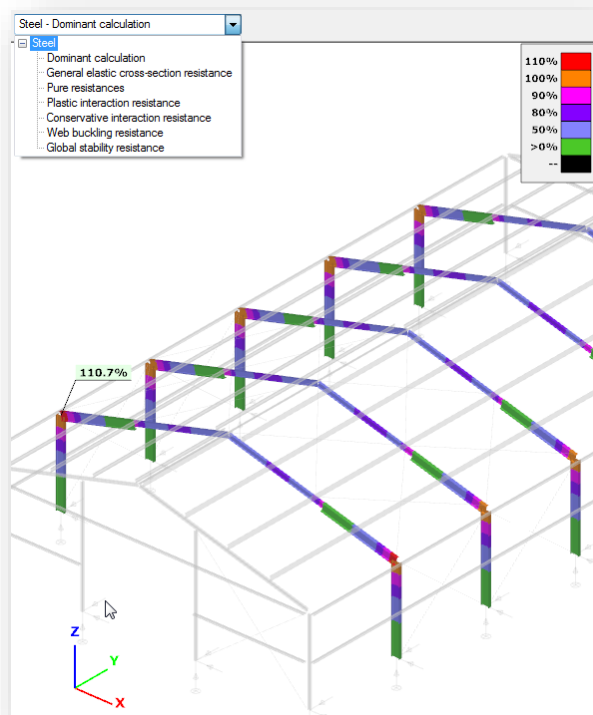 Steel - Dominant calculation
Steel
Dominant calculation
General elastic cross-section resistance
Pure resistances
Plastic interaction resistance
Conservative interaction resistance
Web buckling resistance
Global stability resistance
110%
100%
90%
80%
50%
>0%
--
110.7%
Z
Y
X